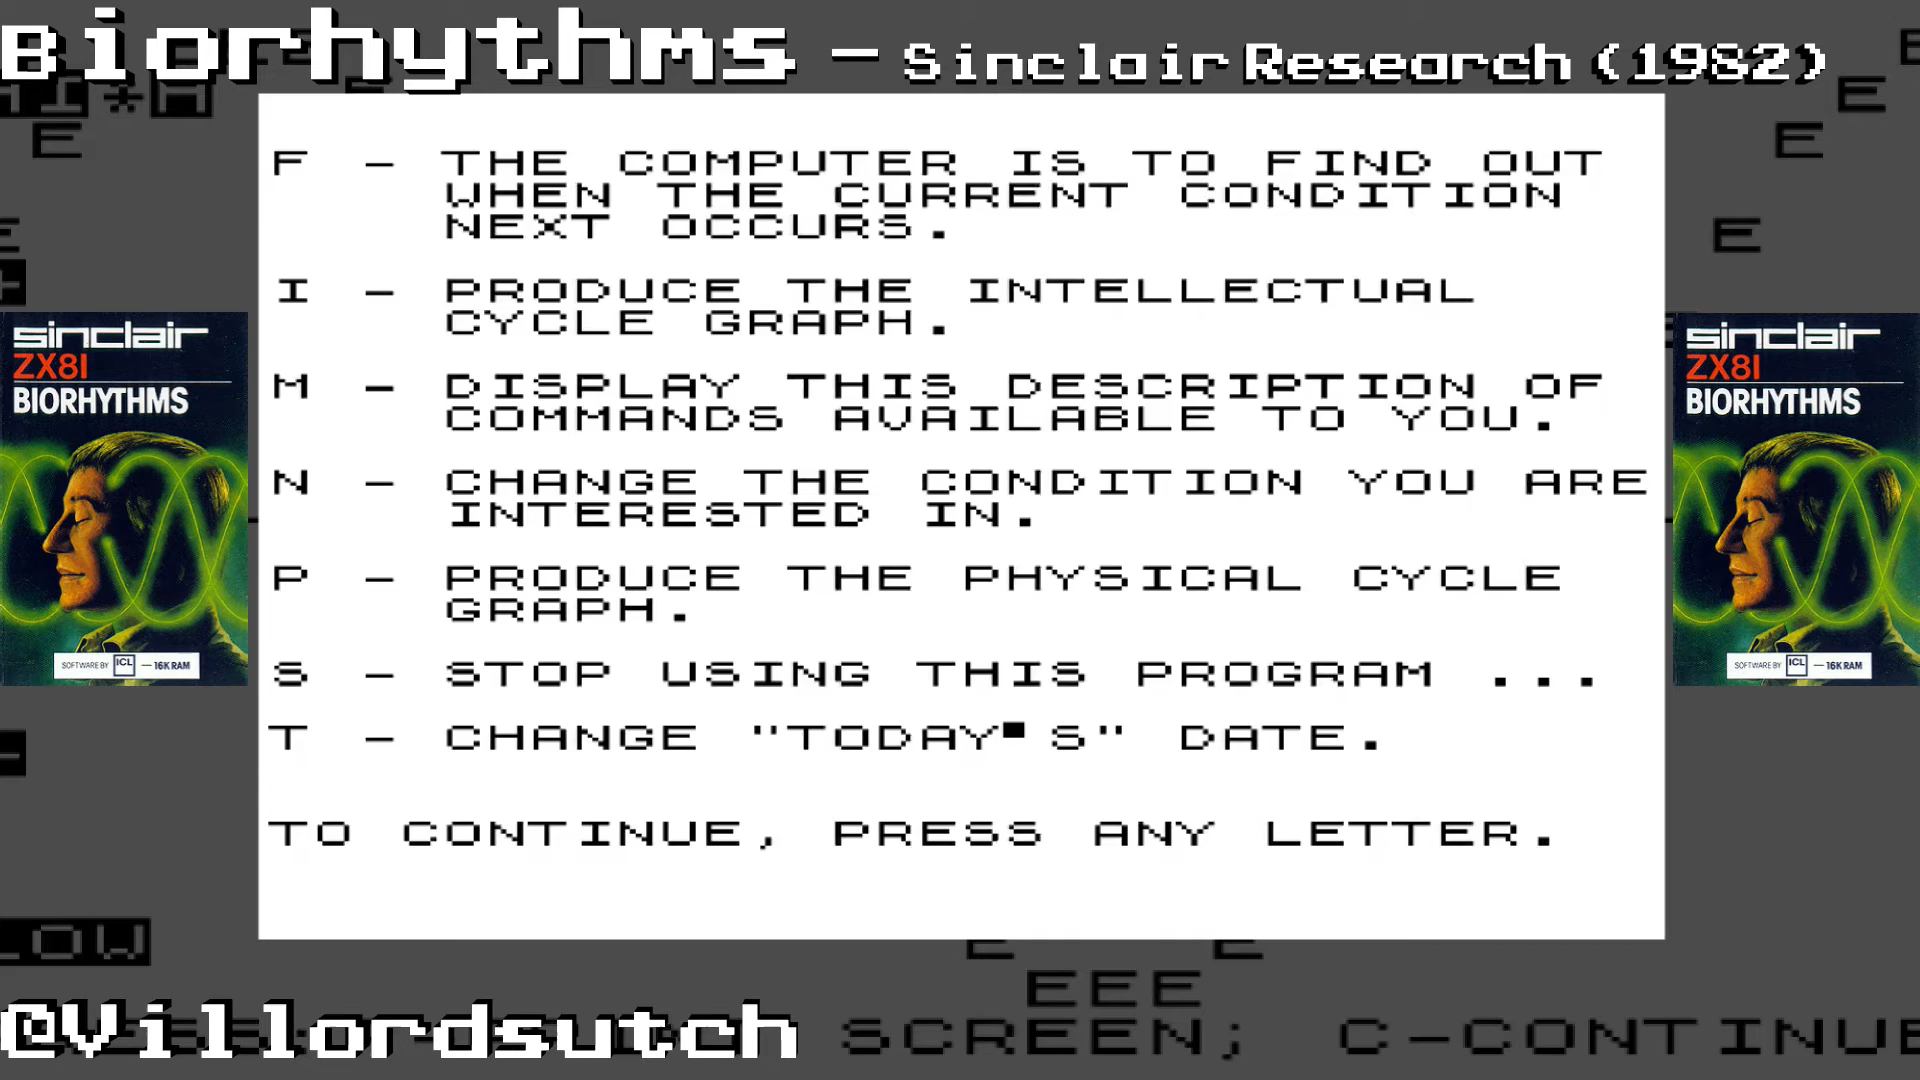 Biorhythms – Sinclair Research (1982)
F - THE COMPUTER IS TO FIND OUT
WHEN THE CURRENT CONDITION
NEXT OCCURS.
I - PRODUCE THE INTELLECTUAL
CYCLE GRAPH.
M - DISPLAY THIS DESCRIPTION OF
COMMANDS AVAILABLE TO YOU.
N - CHANGE THE CONDITION YOU ARE
INTERESTED IN.
P - PRODUCE THE PHYSICAL CYCLE
GRAPH.
S - STOP USING THIS PROGRAM ...
T - CHANGE "TODAY▀S" DATE.
TO CONTINUE, PRESS ANY LETTER.
sinclair
ZX81
BIORHYTHMS
SOFTWARE BY ICL — 16K RAM
sinclair
ZX81
BIORHYTHMS
SOFTWARE BY ICL — 16K RAM
E
E
E
E
E
E E
EEE
SCREEN; C-CONTINUE
@Villordsutch